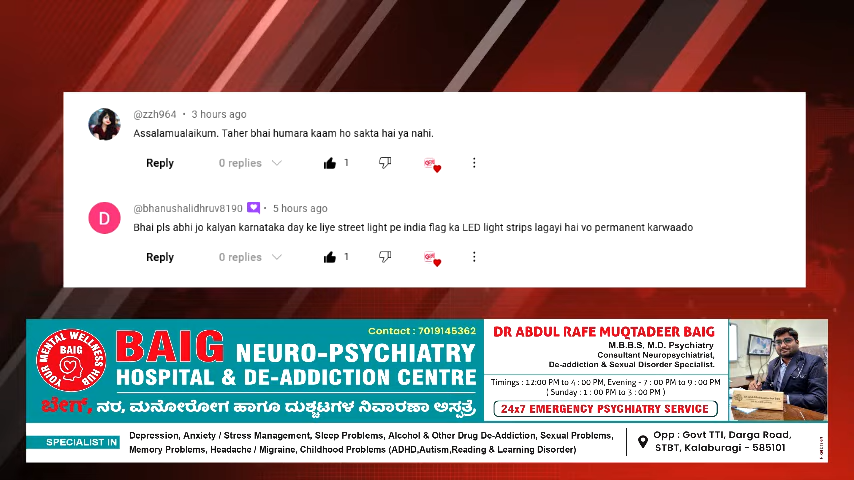 @zzh964 • 3 hours ago
Assalamualaikum. Taher bhai humara kaam ho sakta hai ya nahi.
Reply 0 replies 1
D @bhanushalidhruv8190 • 5 hours ago
Bhai pls abhi jo kalyan karnataka day ke liye street light pe india flag ka LED light strips lagayi hai vo permanent karwaado
Reply 0 replies 1
YOUR MENTAL WELLNESS HUB
BAIG
Contact : 7019145362
BAIG NEURO-PSYCHIATRY
HOSPITAL & DE-ADDICTION CENTRE
ಬೇಗ್, ನರ, ಮನೋರೋಗ ಹಾಗೂ ದುಶ್ಚಟಗಳ ನಿವಾರಣಾ ಆಸ್ಪತ್ರೆ
DR ABDUL RAFE MUQTADEER BAIG
M.B.B.S, M.D. Psychiatry
Consultant Neuropsychiatrist,
De-addiction & Sexual Disorder Specialist.
Timings : 12:00 PM to 4 : 00 PM, Evening - 7 : 00 PM to 9 : 00 PM
( Sunday : 1 : 00 PM to 3 : 00 PM )
24x7 EMERGENCY PSYCHIATRY SERVICE
SPECIALIST IN
Depression, Anxiety / Stress Management, Sleep Problems, Alcohol & Other Drug De-Addiction, Sexual Problems,
Memory Problems, Headache / Migraine, Childhood Problems (ADHD,Autism,Reading & Learning Disorder)
Opp : Govt TTI, Darga Road,
STBT, Kalaburagi - 585101